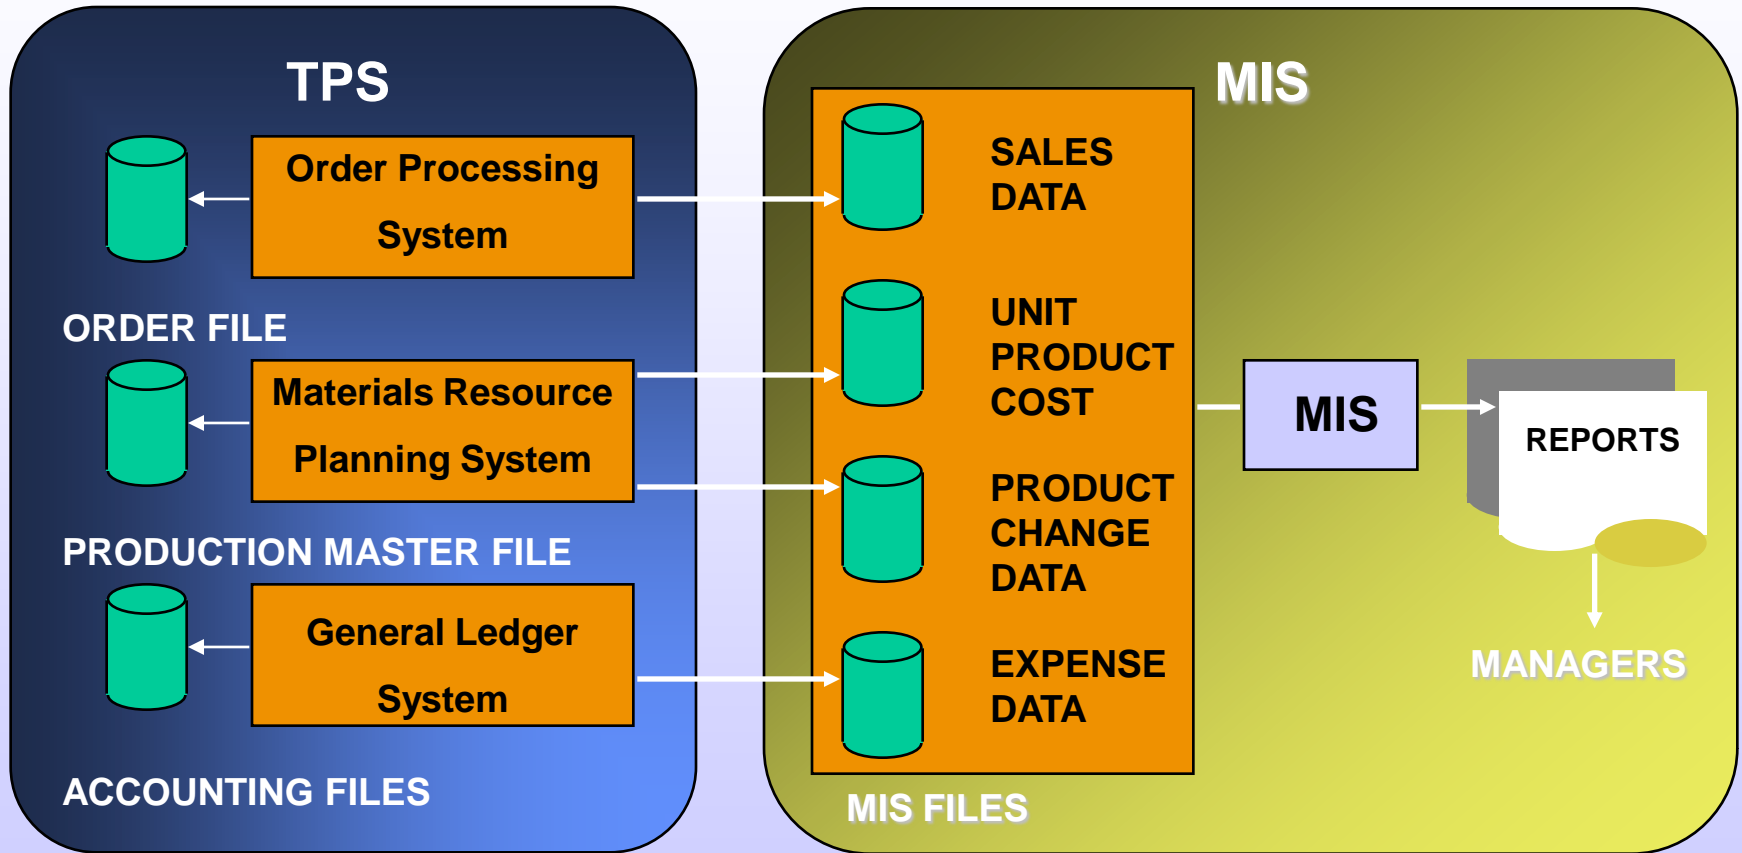 TPS
Order Processing
System
ORDER FILE
Materials Resource
Planning System
PRODUCTION MASTER FILE
General Ledger
System
ACCOUNTING FILES
MIS
SALES
DATA
UNIT
PRODUCT
COST
PRODUCT
CHANGE
DATA
EXPENSE
DATA
MIS FILES
MIS
REPORTS
MANAGERS